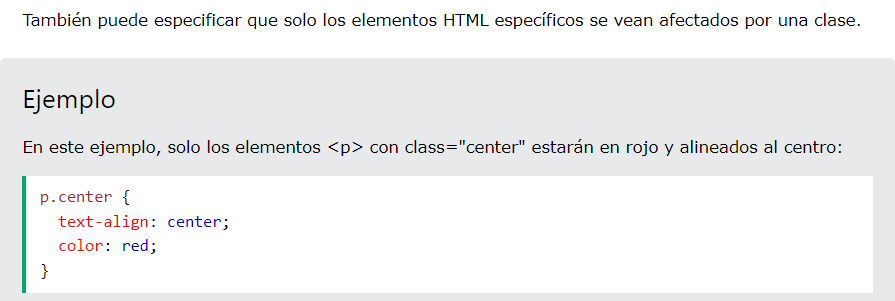 También puede especificar que solo los elementos HTML específicos se vean afectados por una clase.
Ejemplo
En este ejemplo, solo los elementos <p> con class="center" estarán en rojo y alineados al centro:
p.center {
  text-align: center;
  color: red;
}